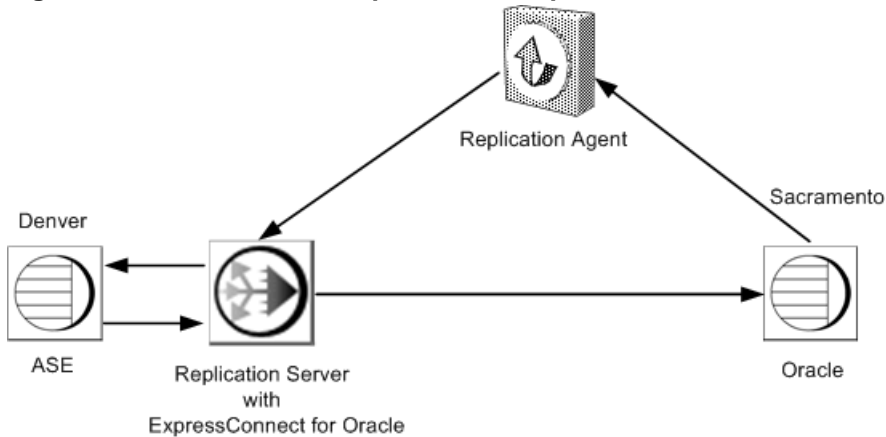 Replication Agent
Sacramento
Denver
ASE
Replication Server
with
ExpressConnect for Oracle
Oracle